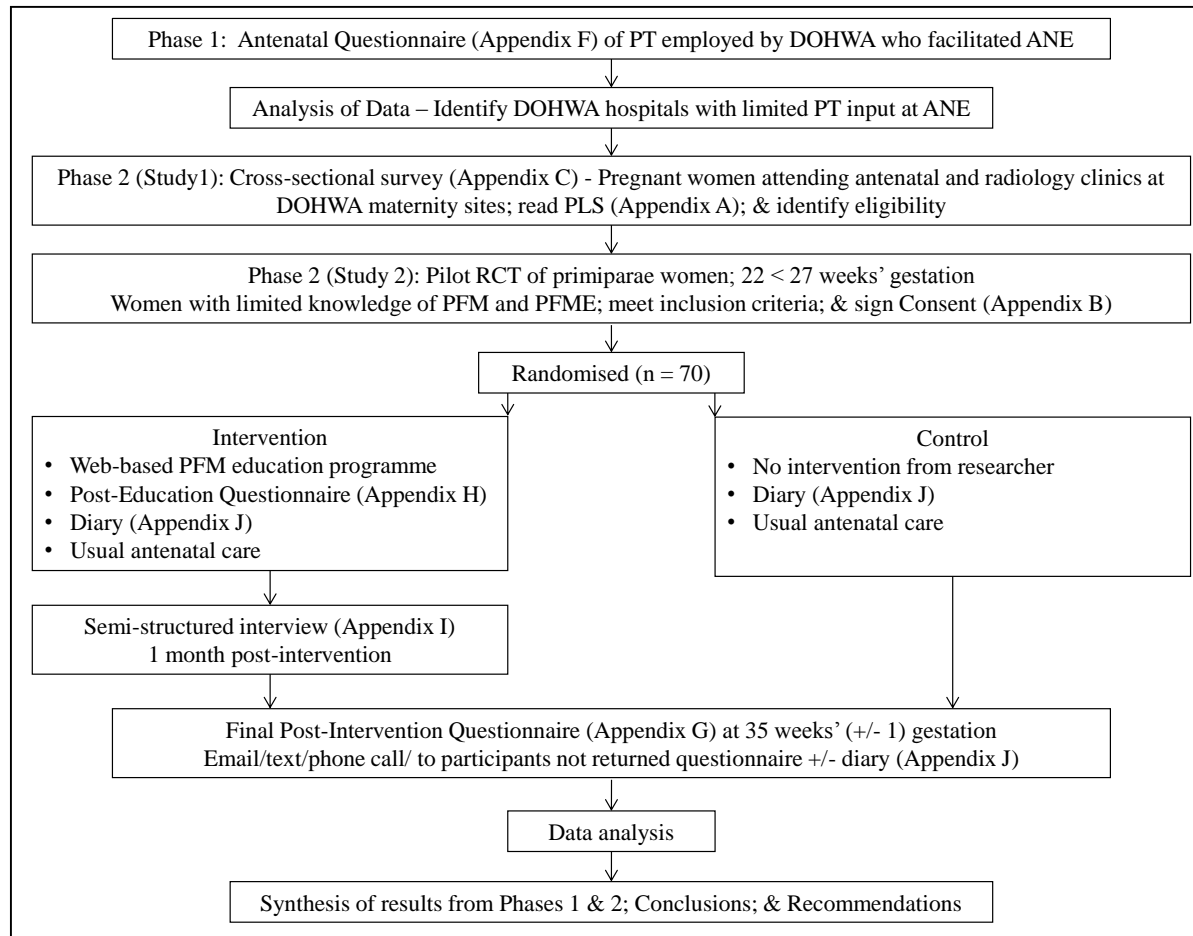 Phase 1: Antenatal Questionnaire (Appendix F) of PT employed by DOHWA who facilitated ANE
Analysis of Data – Identify DOHWA hospitals with limited PT input at ANE
Phase 2 (Study1): Cross-sectional survey (Appendix C) - Pregnant women attending antenatal and radiology clinics at
DOHWA maternity sites; read PLS (Appendix A); & identify eligibility
Phase 2 (Study 2): Pilot RCT of primiparae women; 22 < 27 weeks' gestation
Women with limited knowledge of PFM and PFME; meet inclusion criteria; & sign Consent (Appendix B)
Randomised (n = 70)
Intervention
• Web-based PFM education programme
• Post-Education Questionnaire (Appendix H)
• Diary (Appendix J)
• Usual antenatal care
Control
• No intervention from researcher
• Diary (Appendix J)
• Usual antenatal care
Semi-structured interview (Appendix I)
1 month post-intervention
Final Post-Intervention Questionnaire (Appendix G) at 35 weeks' (+/- 1) gestation
Email/text/phone call/ to participants not returned questionnaire +/- diary (Appendix J)
Data analysis
Synthesis of results from Phases 1 & 2; Conclusions; & Recommendations